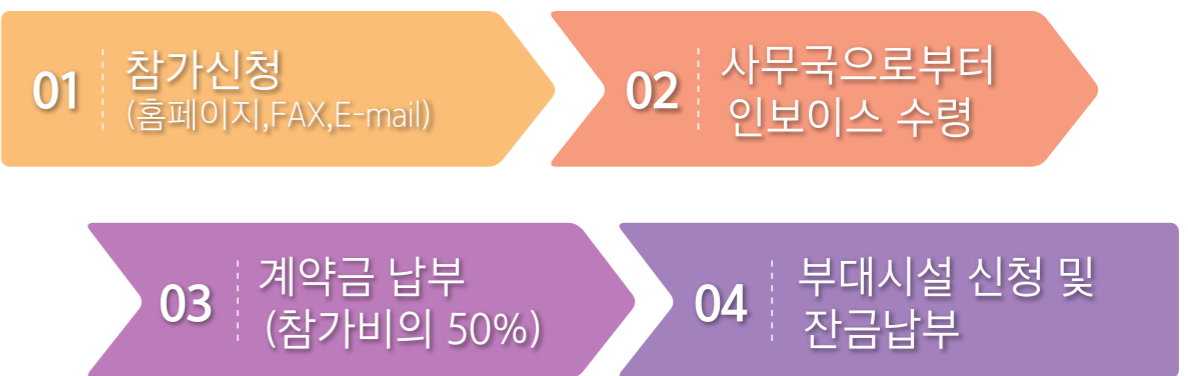 01
참가신청
(홈페이지,FAX,E-mail)
02
사무국으로부터
인보이스 수령
03
계약금 납부
(참가비의 50%)
04
부대시설 신청 및
잔금납부